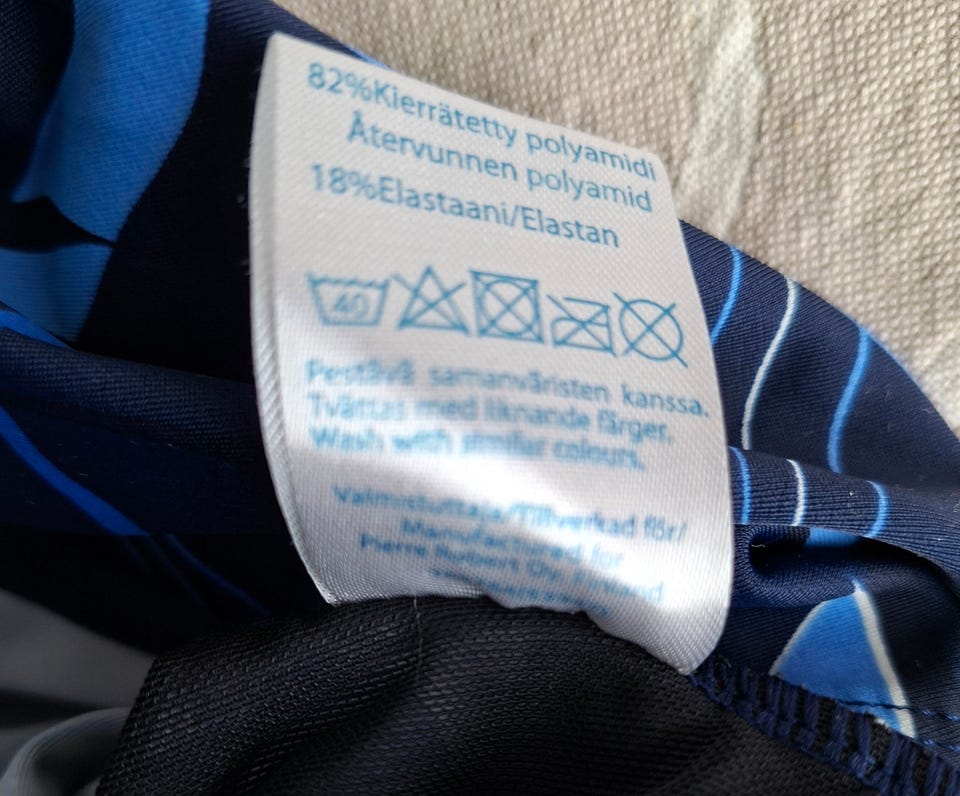 82%Kierrätetty polyamidi
Återvunnen polyamid
18%Elastaani/Elastan
40
Pestävä samanväristen kanssa.
Tvättas med liknande färger.
Wash with similar colours.
Valmistuttaja/Tillverkad för/
Manufactured for
Pierre Robert Oy, Finland